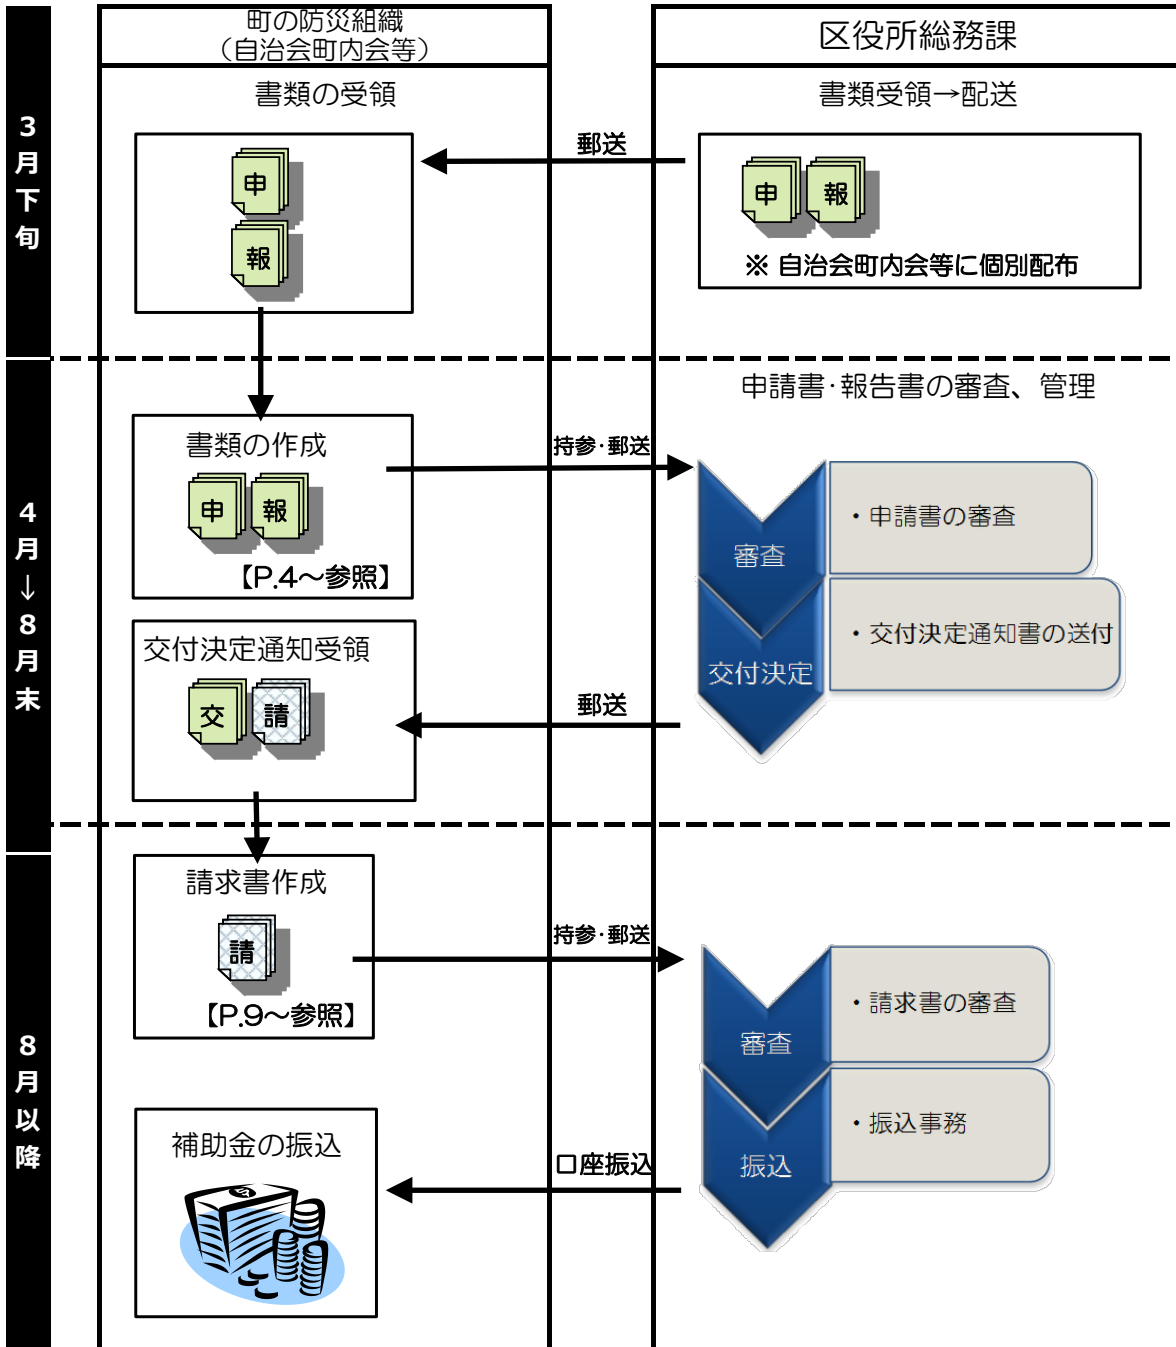 町の防災組織
（自治会町内会等）
区役所総務課
3月下旬
書類の受領
申
報
郵送
書類受領→配送
申
報
※ 自治会町内会等に個別配布
4月↓8月末
書類の作成
申
報
【P.4～参照】
持参・郵送
申請書・報告書の審査、管理
審査
・申請書の審査
交付決定
・交付決定通知書の送付
交付決定通知受領
交
請
郵送
8月以降
請求書作成
請
【P.9～参照】
持参・郵送
審査
・請求書の審査
振込
・振込事務
補助金の振込
口座振込